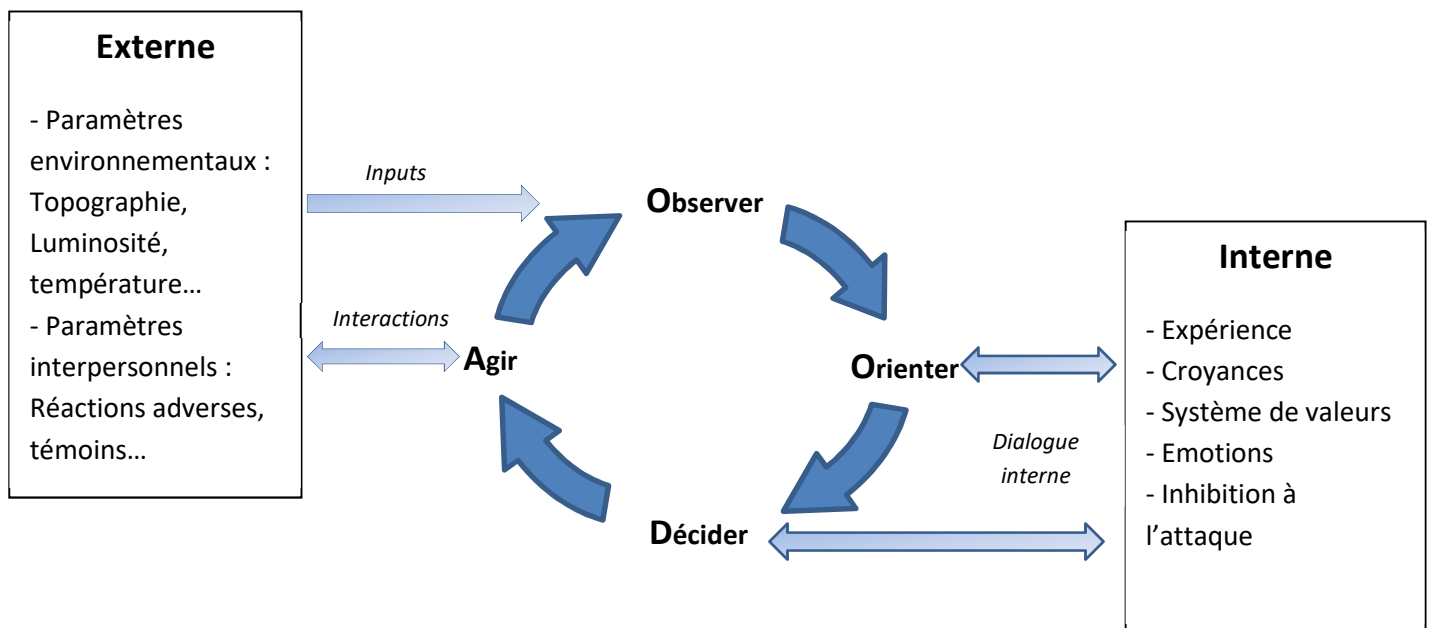 Externe
- Paramètres
environnementaux :
Topographie,
Luminosité,
température…
- Paramètres
interpersonnels :
Réactions adverses,
témoins…
Inputs
Interactions
Observer
Agir
Orienter
Décider
Dialogue
interne
Interne
- Expérience
- Croyances
- Système de valeurs
- Emotions
- Inhibition à
l’attaque